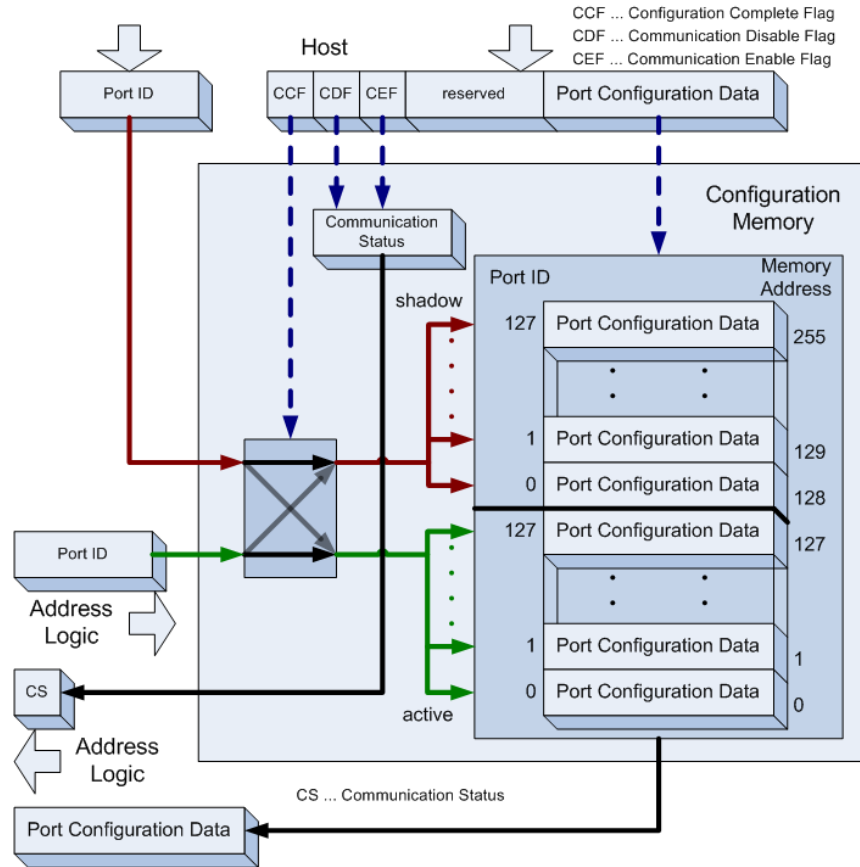 CCF ... Configuration Complete Flag
CDF ... Communication Disable Flag
CEF ... Communication Enable Flag
Host
Port ID
CCF
CDF
CEF
reserved
Port Configuration Data
Configuration
Memory
Communication
Status
Port ID
Memory
Address
shadow
127
Port Configuration Data
255
1
Port Configuration Data
129
0
Port Configuration Data
128
127
Port Configuration Data
127
Port ID
Address
Logic
1
Port Configuration Data
1
0
Port Configuration Data
0
active
CS
Address
Logic
CS ... Communication Status
Port Configuration Data